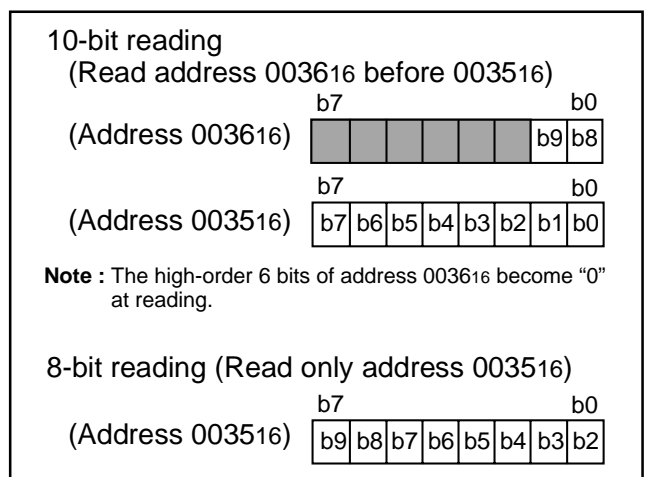 10-bit reading
(Read address 003616 before 003516)
b7 b0
(Address 003616) b9 b8
b7 b0
(Address 003516) b7 b6 b5 b4 b3 b2 b1 b0
Note : The high-order 6 bits of address 003616 become “0”
at reading.
8-bit reading (Read only address 003516)
b7 b0
(Address 003516) b9 b8 b7 b6 b5 b4 b3 b2